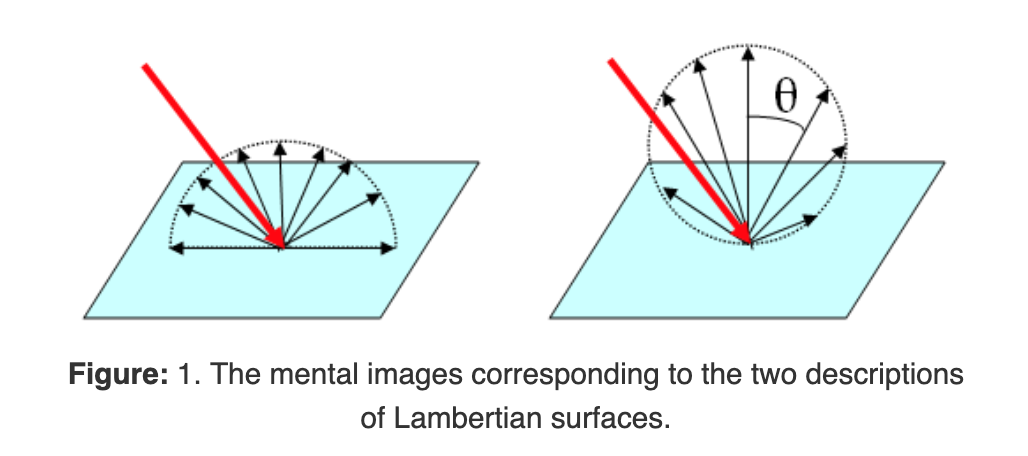 θ
Figure: 1. The mental images corresponding to the two descriptions
of Lambertian surfaces.